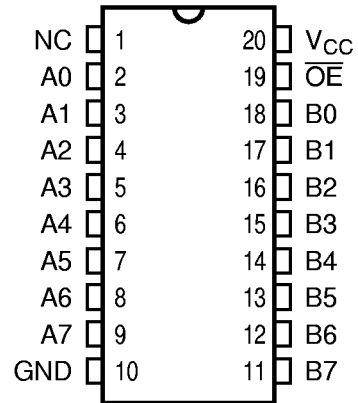 NC 1 20 V_CC
A0 2 19 O̅E̅
A1 3 18 B0
A2 4 17 B1
A3 5 16 B2
A4 6 15 B3
A5 7 14 B4
A6 8 13 B5
A7 9 12 B6
GND 10 11 B7